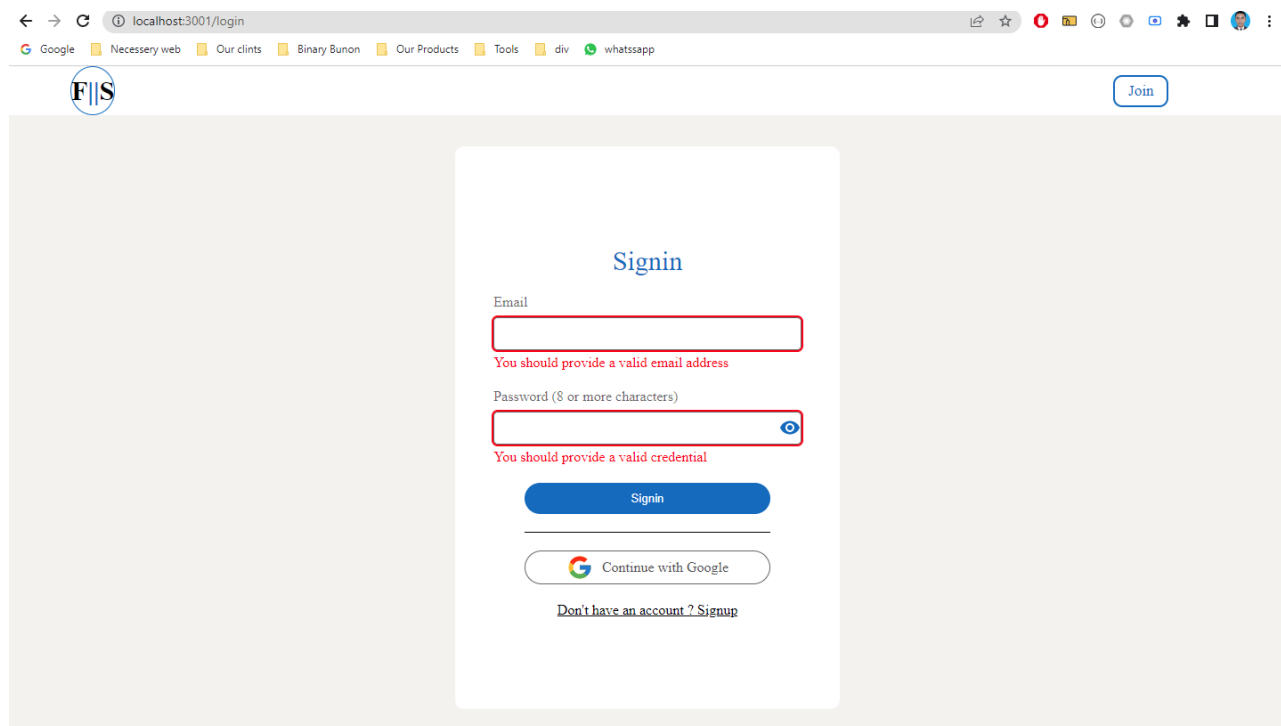 localhost:3001/login
Google Necessery web Our clints Binary Bunon Our Products Tools div whatssapp
F||S Join
Signin
Email
You should provide a valid email address
Password (8 or more characters)
You should provide a valid credential
Signin
Continue with Google
Don't have an account ? Signup